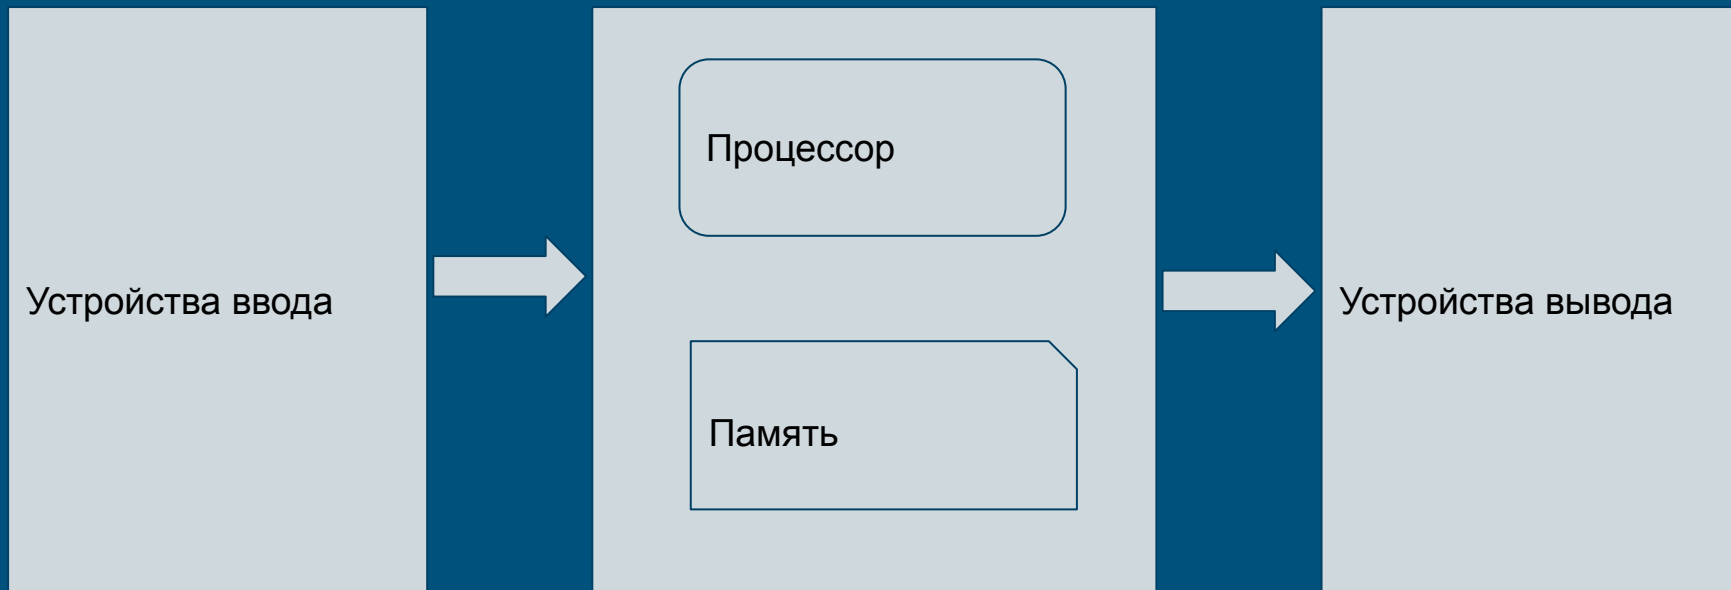 Устройства ввода
Процессор
Память
Устройства вывода